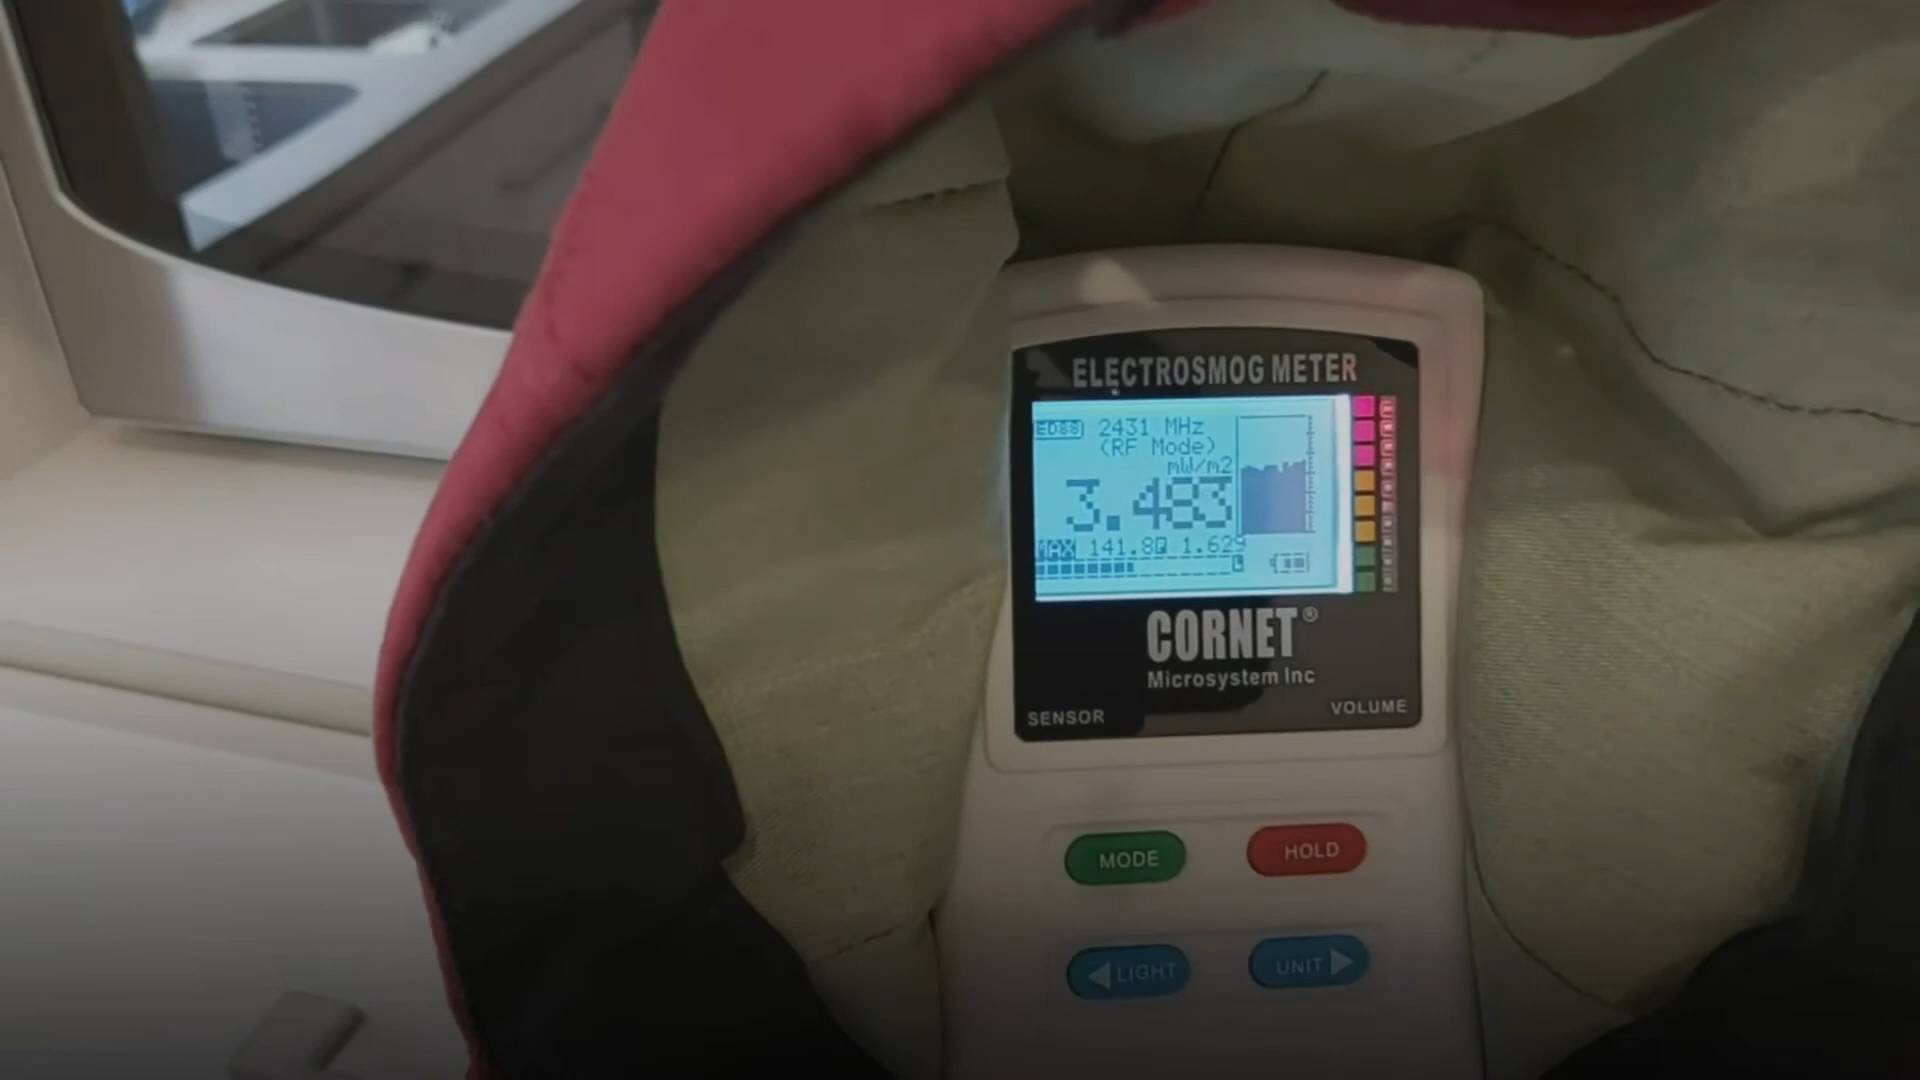 ELECTROSMOG METER
ED88 2431 MHz
(RF Mode)
mW/m2
3.483
MAX 141.8 P 1.629
CORNET®
Microsystem Inc
SENSOR VOLUME
MODE HOLD
LIGHT UNIT